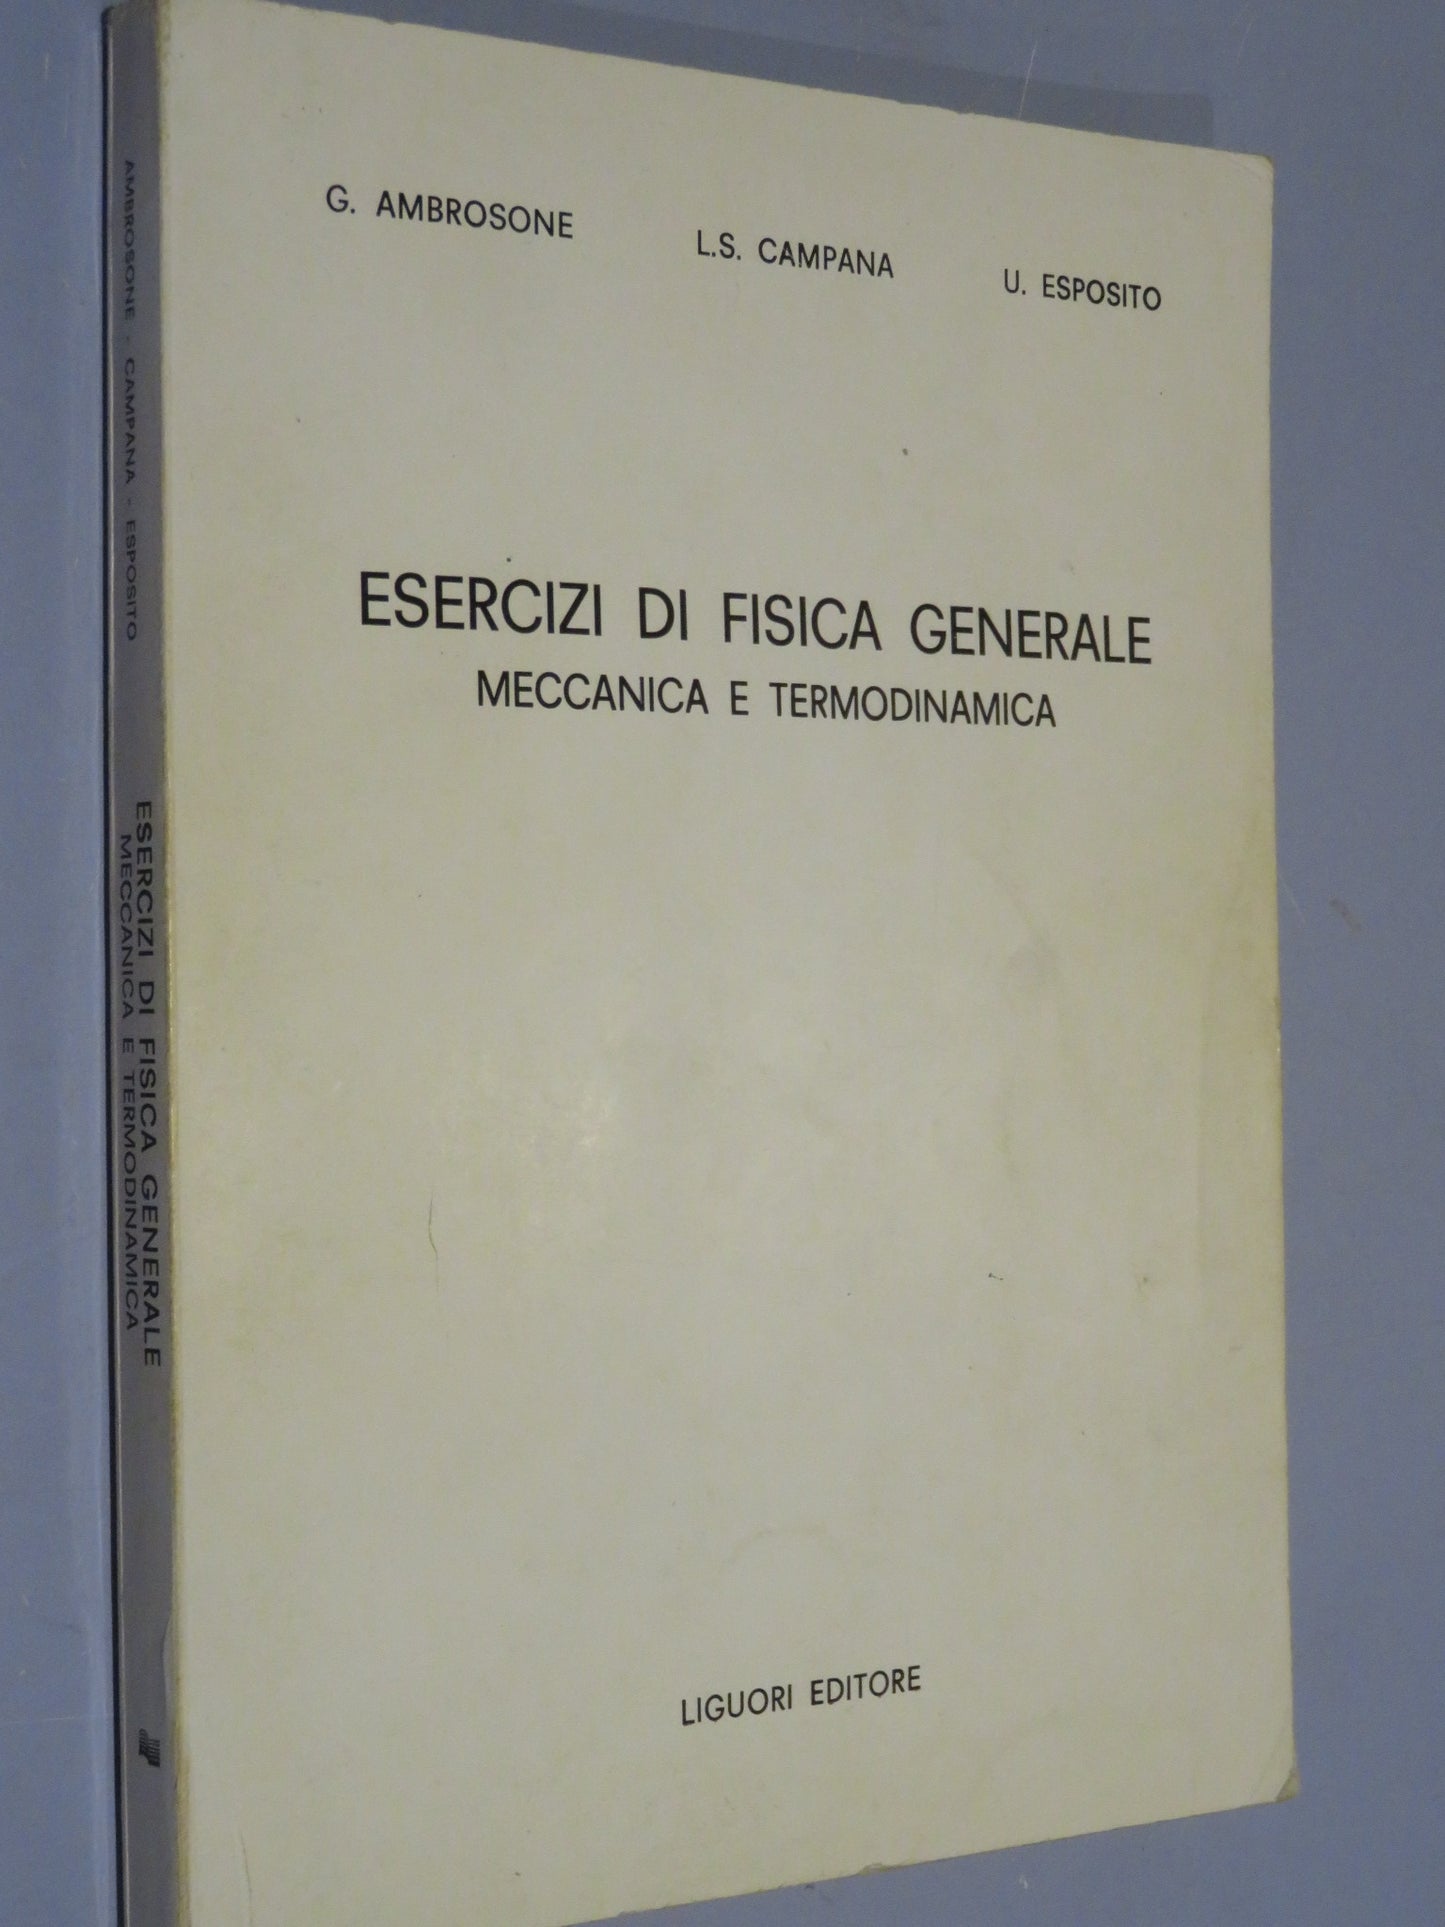 G. AMBROSONE
L.S. CAMPANA
U. ESPOSITO
ESERCIZI DI FISICA GENERALE
MECCANICA E TERMODINAMICA
LIGUORI EDITORE
AMBROSONE - CAMPANA - ESPOSITO
ESERCIZI DI FISICA GENERALE
MECCANICA E TERMODINAMICA